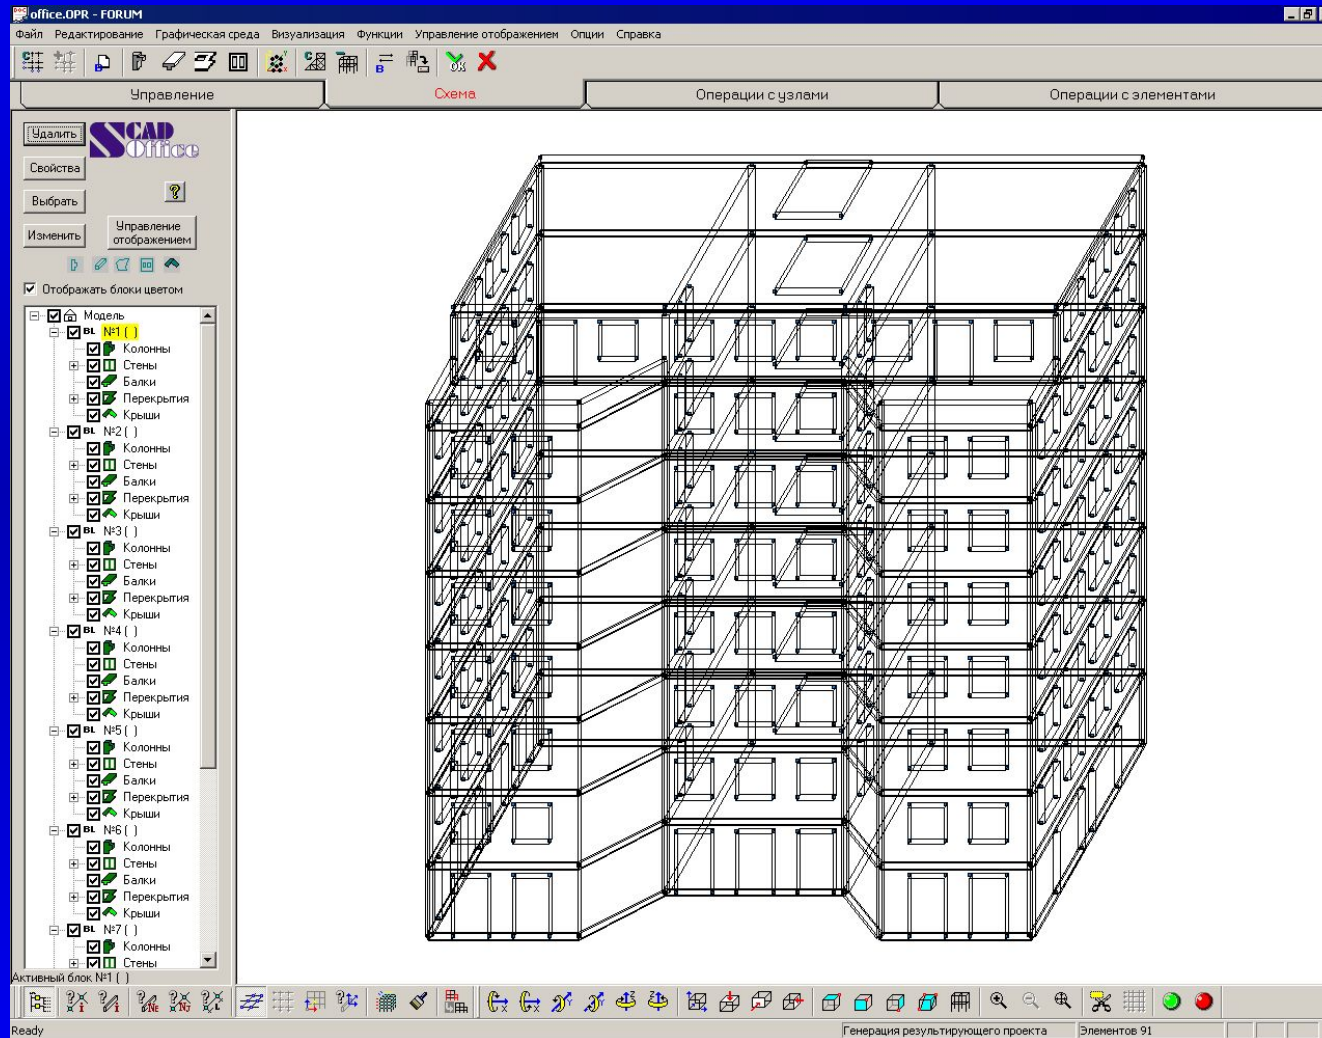 office.OPR - FORUM
Файл Редактирование Графическая среда Визуализация Функции Управление отображением Опции Справка
Управление Схема Операции с узлами Операции с элементами
Удалить
SCAD Office
Свойства
Выбрать
Изменить
Управление отображением
Отображать блоки цветом
Модель
BL №1 ( )
Колонны
Стены
Балки
Перекрытия
Крыши
BL №2 ( )
Колонны
Стены
Балки
Перекрытия
Крыши
BL №3 ( )
Колонны
Стены
Балки
Перекрытия
Крыши
BL №4 ( )
Колонны
Стены
Балки
Перекрытия
Крыши
BL №5 ( )
Колонны
Стены
Балки
Перекрытия
Крыши
BL №6 ( )
Колонны
Стены
Балки
Перекрытия
Крыши
BL №7 ( )
Колонны
Стены
Активный блок №1 ( )
Ready Генерация результирующего проекта Элементов 91